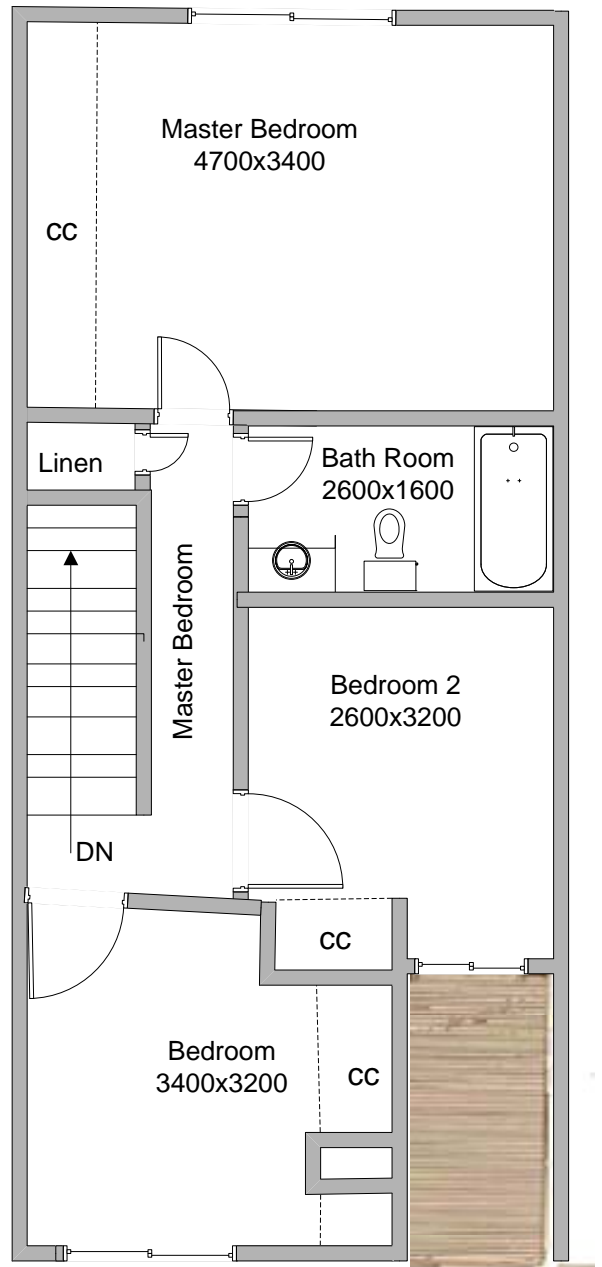 Master Bedroom
4700x3400
CC
Linen
Bath Room
2600x1600
Master Bedroom
Bedroom 2
2600x3200
DN
CC
Bedroom
3400x3200
CC